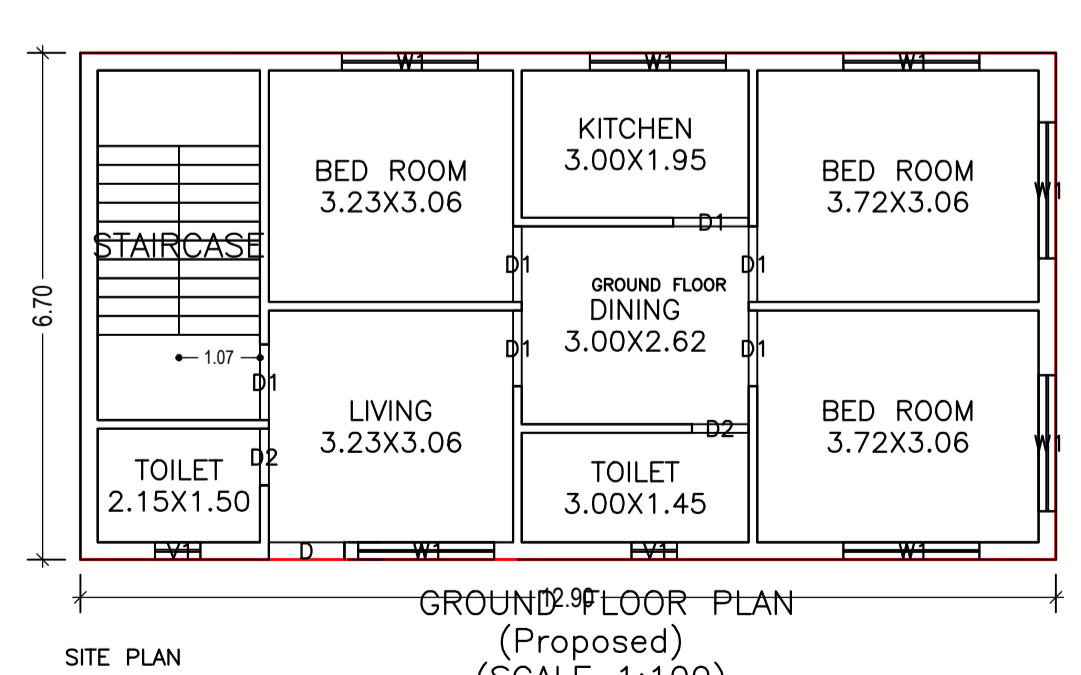 W1
W1
W1
KITCHEN
3.00X1.95
BED ROOM
3.23X3.06
BED ROOM
3.72X3.06
W1
D1
STAIRCASE
D1
D1
GROUND FLOOR
DINING
3.00X2.62
6.70
1.07
D1
D1
D1
LIVING
3.23X3.06
BED ROOM
3.72X3.06
D2
W1
D2
TOILET
2.15X1.50
TOILET
3.00X1.45
V1
D
W1
V1
W1
12.90
GROUND FLOOR PLAN
(Proposed)
(SCALE 1:100)
SITE PLAN